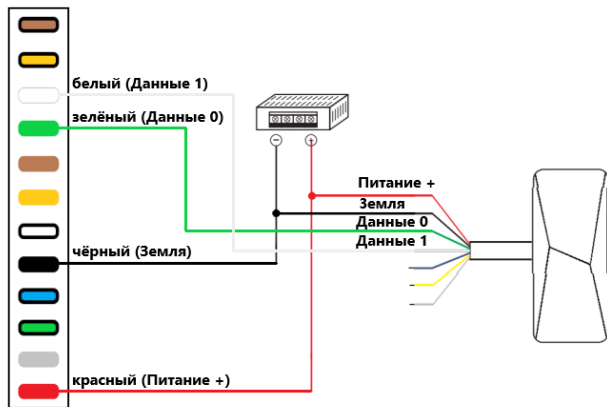 белый (Данные 1)
зелёный (Данные 0)
Питание +
Земля
Данные 0
Данные 1
чёрный (Земля)
красный (Питание +)